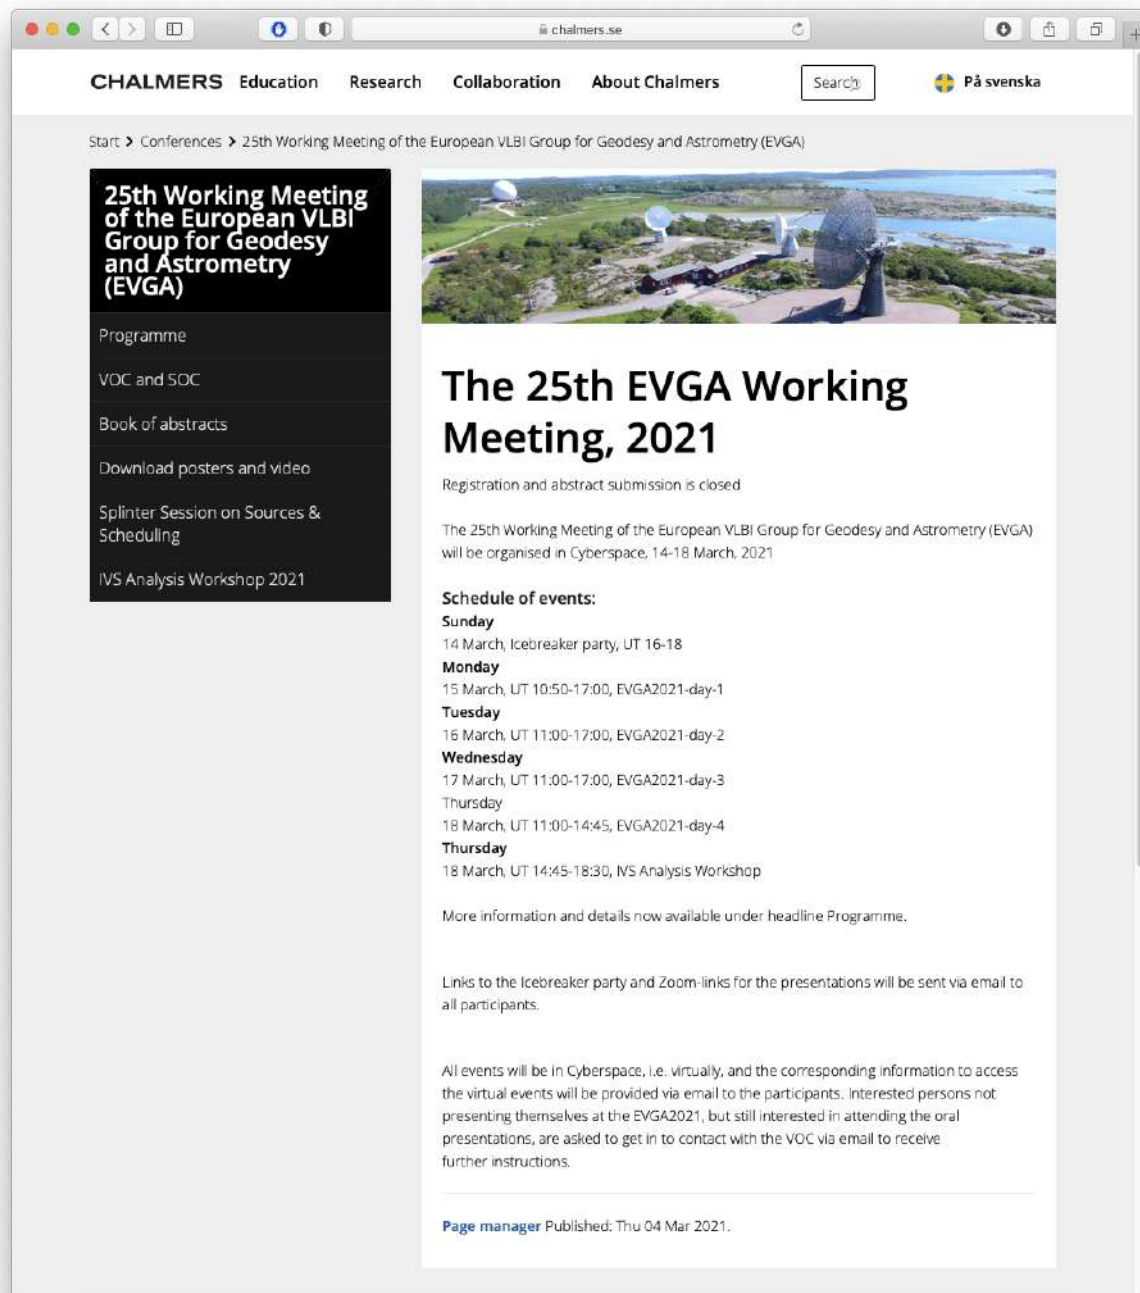 chalmers.se
CHALMERS Education Research Collaboration About Chalmers Search På svenska
Start > Conferences > 25th Working Meeting of the European VLBI Group for Geodesy and Astrometry (EVGA)
25th Working Meeting
of the European VLBI
Group for Geodesy
and Astrometry
(EVGA)
Programme
VOC and SOC
Book of abstracts
Download posters and video
Splinter Session on Sources &
Scheduling
IVS Analysis Workshop 2021
The 25th EVGA Working
Meeting, 2021
Registration and abstract submission is closed
The 25th Working Meeting of the European VLBI Group for Geodesy and Astrometry (EVGA)
will be organised in Cyberspace, 14-18 March, 2021
Schedule of events:
Sunday
14 March, Icebreaker party, UT 16-18
Monday
15 March, UT 10:50-17:00, EVGA2021-day-1
Tuesday
16 March, UT 11:00-17:00, EVGA2021-day-2
Wednesday
17 March, UT 11:00-17:00, EVGA2021-day-3
Thursday
18 March, UT 11:00-14:45, EVGA2021-day-4
Thursday
18 March, UT 14:45-18:30, IVS Analysis Workshop
More information and details now available under headline Programme.
Links to the Icebreaker party and Zoom-links for the presentations will be sent via email to
all participants.
All events will be in Cyberspace, i.e. virtually, and the corresponding information to access
the virtual events will be provided via email to the participants. Interested persons not
presenting themselves at the EVGA2021, but still interested in attending the oral
presentations, are asked to get in to contact with the VOC via email to receive
further instructions.
Page manager Published: Thu 04 Mar 2021.